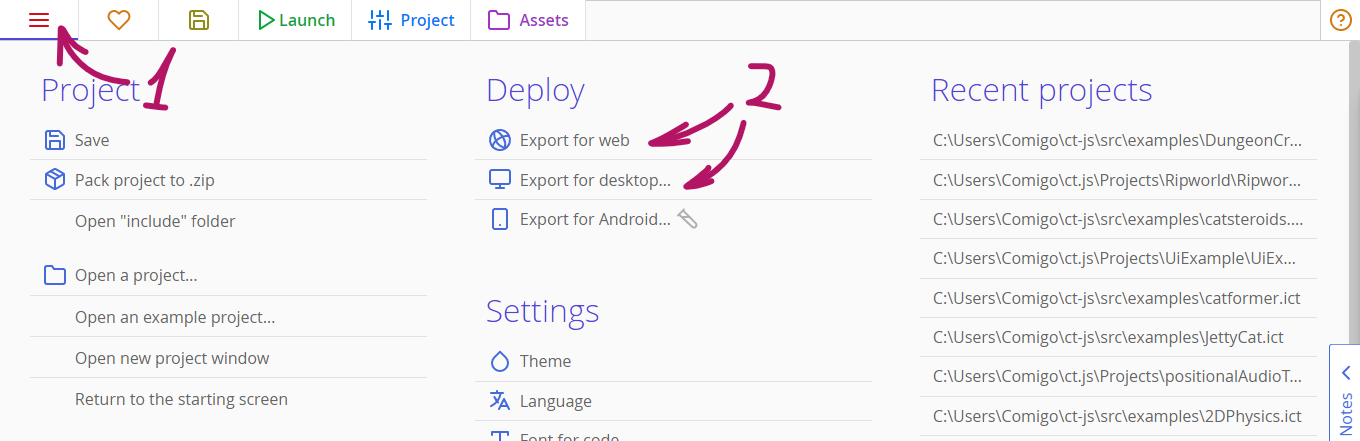 Launch Project Assets
1
2
Project
Save
Pack project to .zip
Open "include" folder
Open a project...
Open an example project...
Open new project window
Return to the starting screen
Deploy
Export for web
Export for desktop...
Export for Android...
Settings
Theme
Language
Font for code
Recent projects
C:\Users\Comigo\ct-js\src\examples\DungeonCr...
C:\Users\Comigo\ct.js\Projects\Ripworld\Ripwor...
C:\Users\Comigo\ct-js\src\examples\catsteroids....
C:\Users\Comigo\ct.js\Projects\UiExample\UiEx...
C:\Users\Comigo\ct-js\src\examples\catformer.ict
C:\Users\Comigo\ct-js\src\examples\JettyCat.ict
C:\Users\Comigo\ct.js\Projects\positionalAudioT...
C:\Users\Comigo\ct-js\src\examples\2DPhysics.ict
Notes